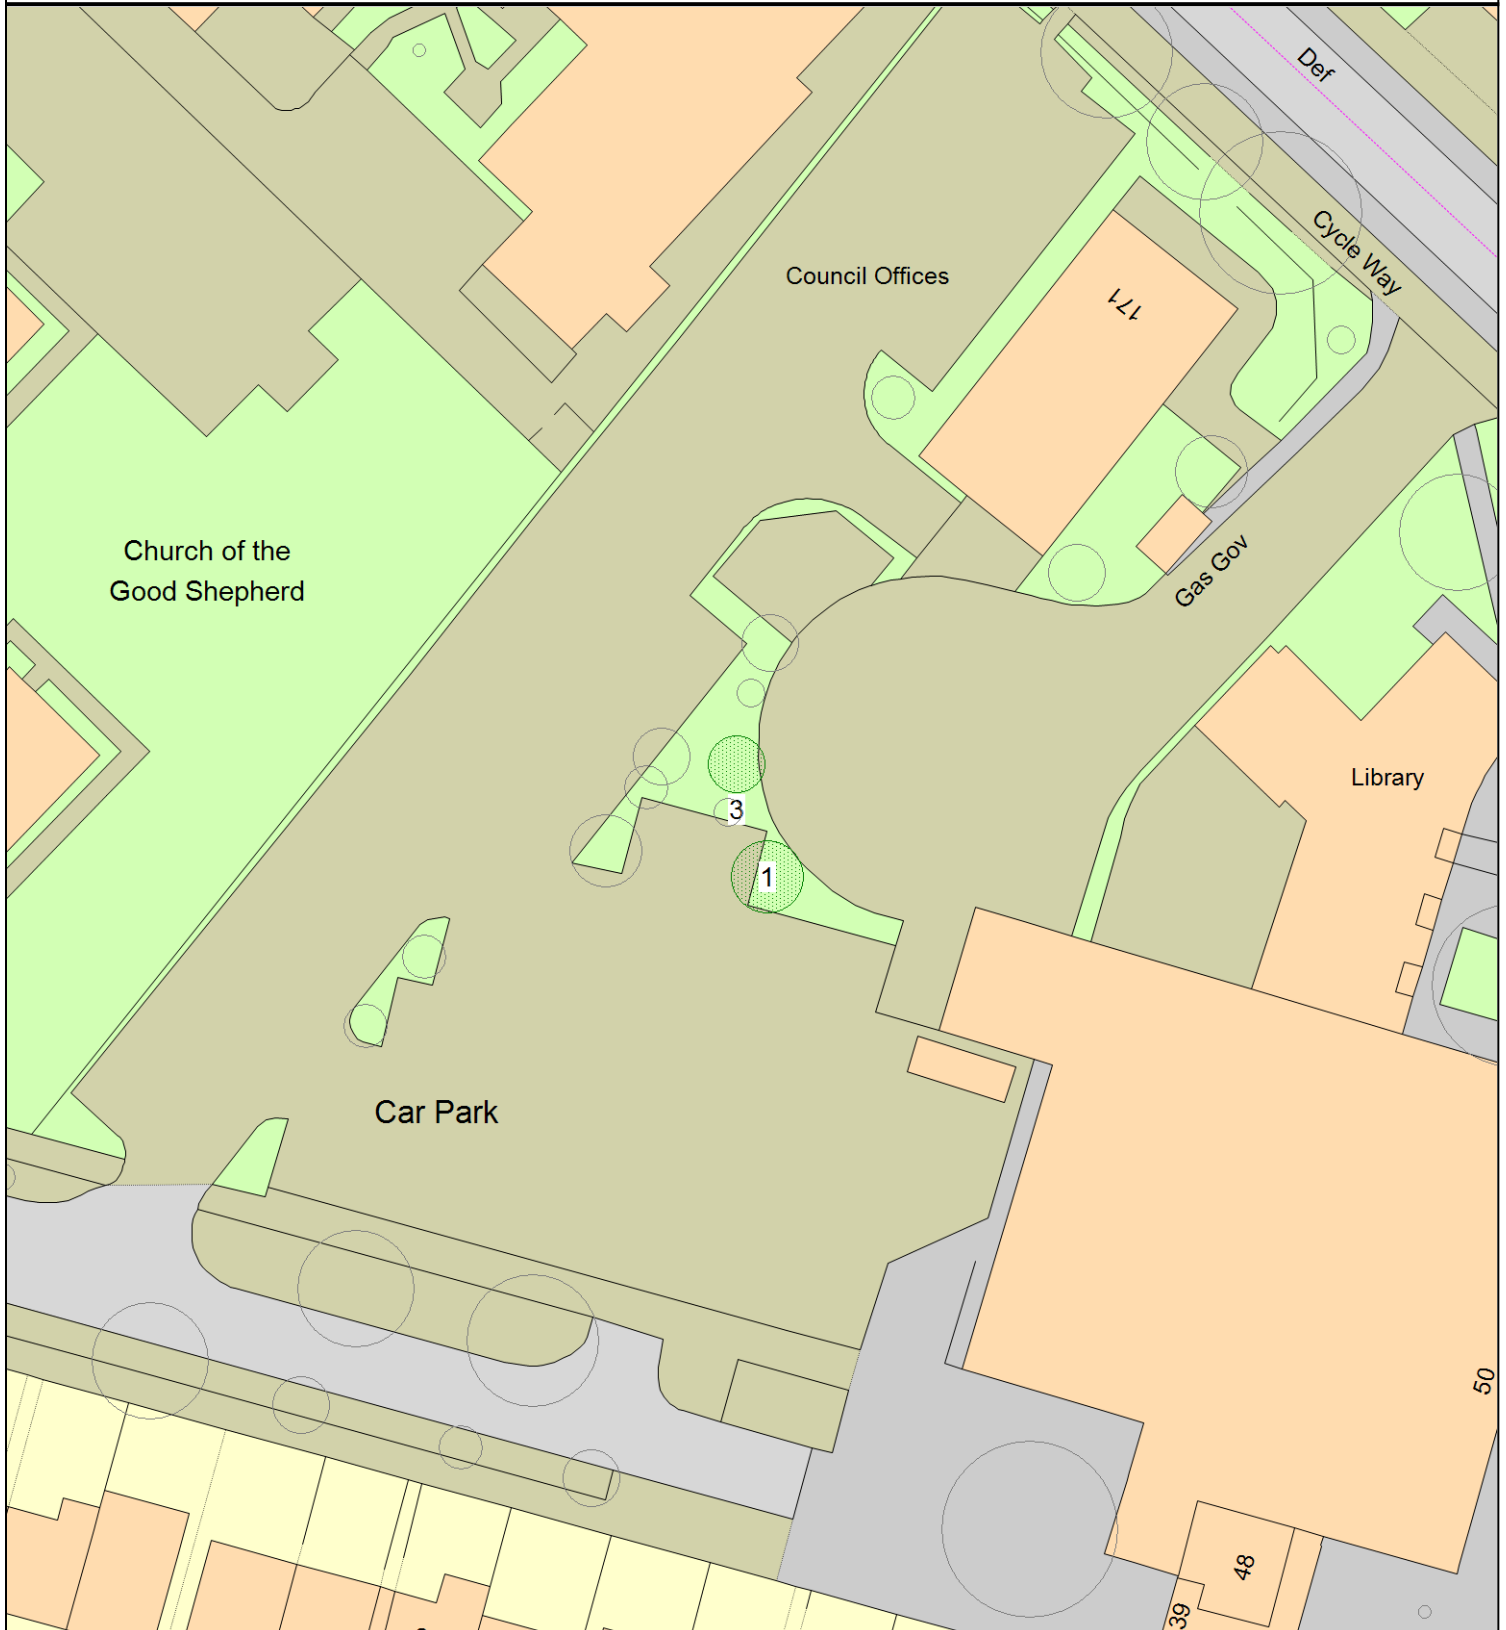 Def
Cycle Way
Council Offices
171
Church of the
Good Shepherd
Gas Gov
Library
3
1
Car Park
50
48
39